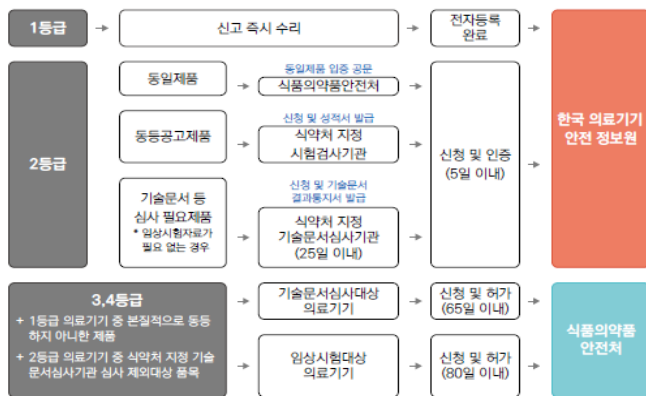 1등급
신고 즉시 수리
전자등록
완료
2등급
동일제품
동일제품 입증 공문
식품의약품안전처
동등공고제품
신청 및 성적서 발급
식약처 지정
시험검사기관
기술문서 등
심사 필요제품
* 임상시험자료가
필요 없는 경우
신청 및 기술문서
결과통지서 발급
식약처 지정
기술문서심사기관
(25일 이내)
신청 및 인증
(5일 이내)
한국 의료기기
안전 정보원
3,4등급
+ 1등급 의료기기 중 본질적으로 동등
하지 아니한 제품
+ 2등급 의료기기 중 식약처 지정 기술
문서심사기관 심사 제외대상 품목
기술문서심사대상
의료기기
신청 및 허가
(65일 이내)
임상시험대상
의료기기
신청 및 허가
(80일 이내)
식품의약품
안전처